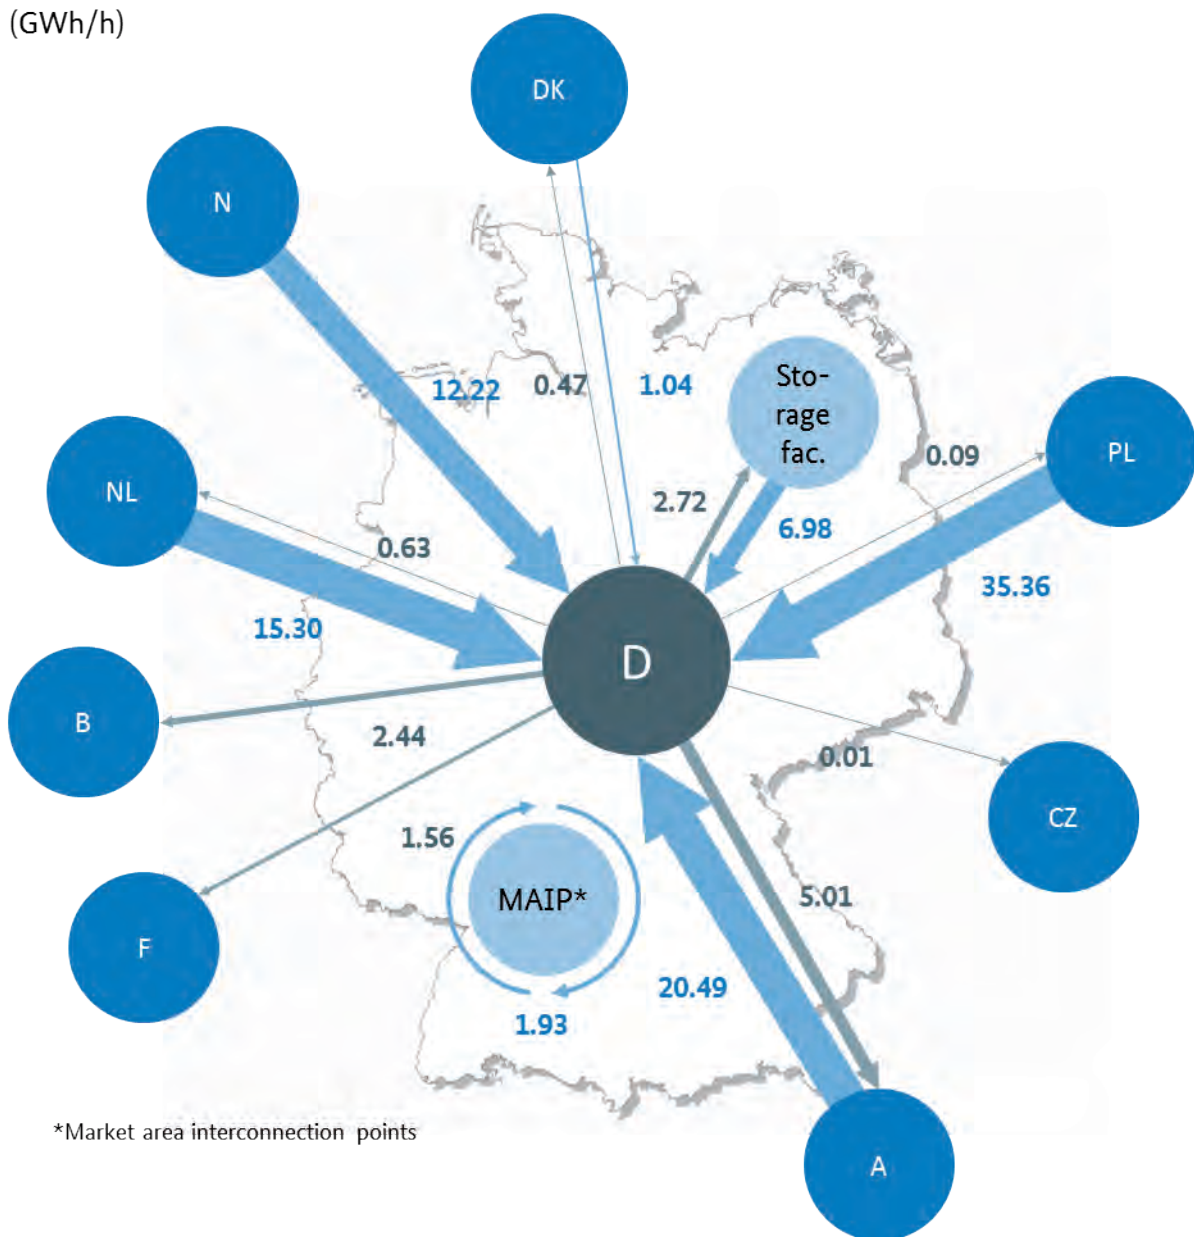 (GWh/h)
DK
N
12.22
0.47
1.04
Sto-
rage
fac.
0.09
PL
NL
2.72
6.98
0.63
35.36
15.30
D
B
2.44
0.01
CZ
1.56
MAIP*
5.01
F
20.49
1.93
*Market area interconnection points
A